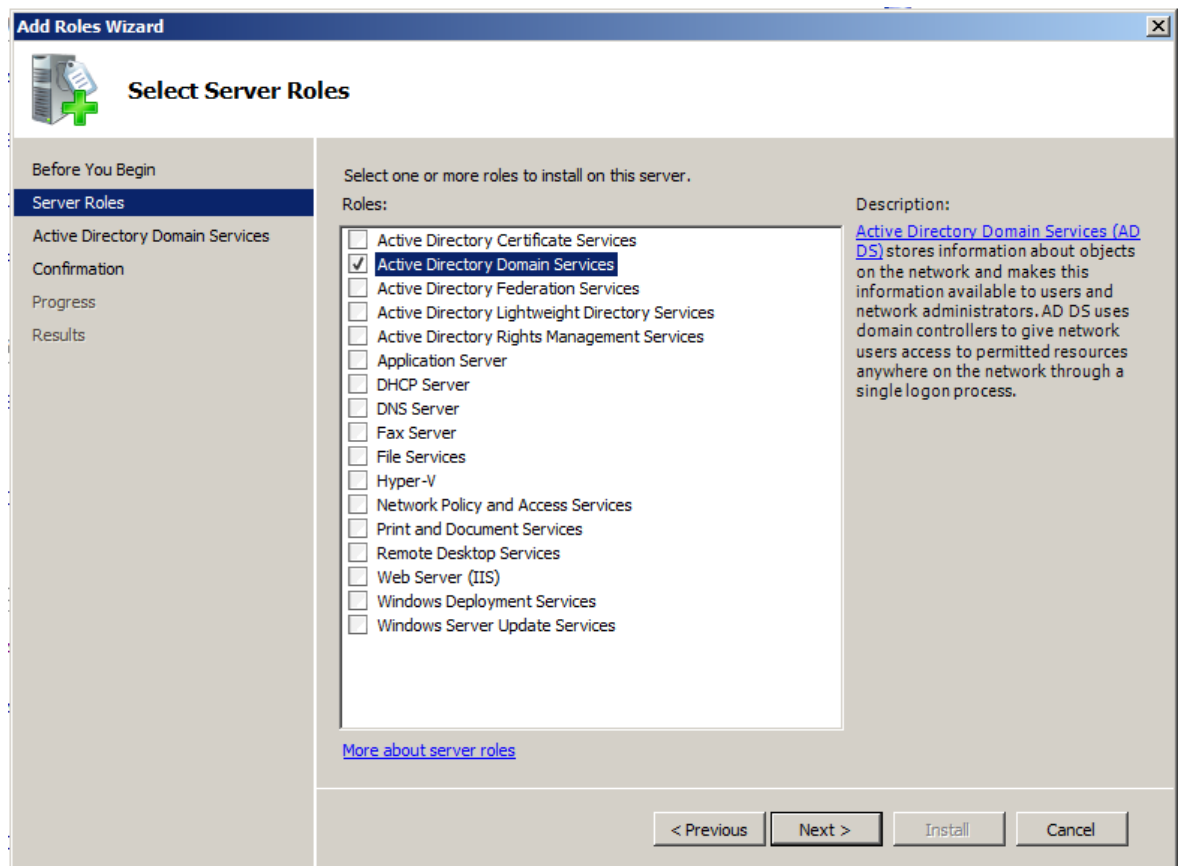 Add Roles Wizard
Select Server Roles
Before You Begin
Server Roles
Active Directory Domain Services
Confirmation
Progress
Results
Select one or more roles to install on this server.
Roles:
Active Directory Certificate Services
Active Directory Domain Services
Active Directory Federation Services
Active Directory Lightweight Directory Services
Active Directory Rights Management Services
Application Server
DHCP Server
DNS Server
Fax Server
File Services
Hyper-V
Network Policy and Access Services
Print and Document Services
Remote Desktop Services
Web Server (IIS)
Windows Deployment Services
Windows Server Update Services
More about server roles
Description:
Active Directory Domain Services (AD
DS) stores information about objects
on the network and makes this
information available to users and
network administrators. AD DS uses
domain controllers to give network
users access to permitted resources
anywhere on the network through a
single logon process.
< Previous
Next >
Install
Cancel